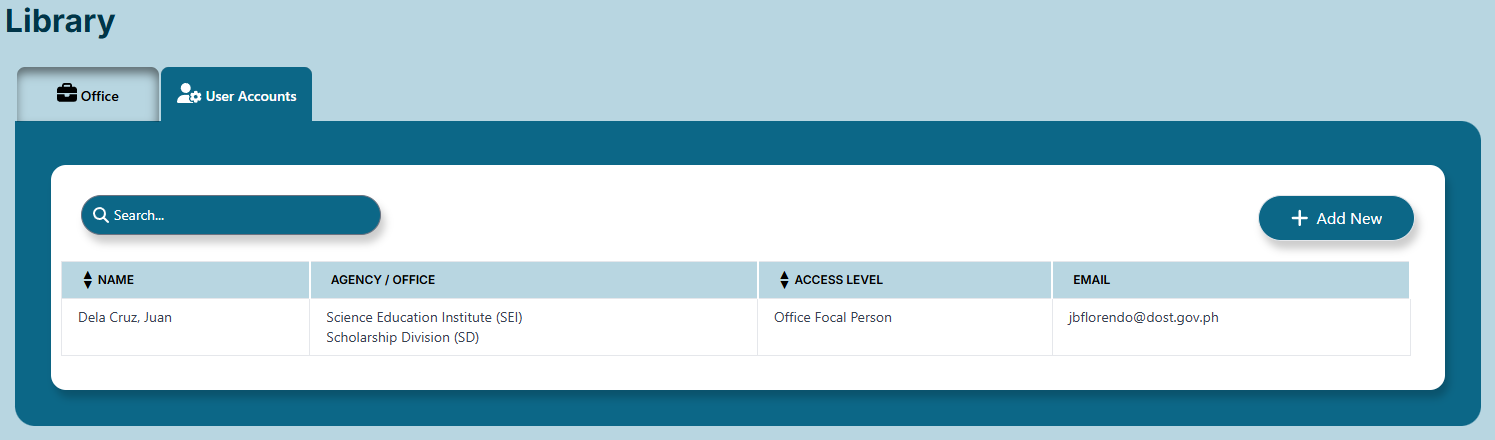 Library
Office
User Accounts
Search...
Add New
NAME
AGENCY / OFFICE
ACCESS LEVEL
EMAIL
Dela Cruz, Juan
Science Education Institute (SEI)
Scholarship Division (SD)
Office Focal Person
jbflorendo@dost.gov.ph